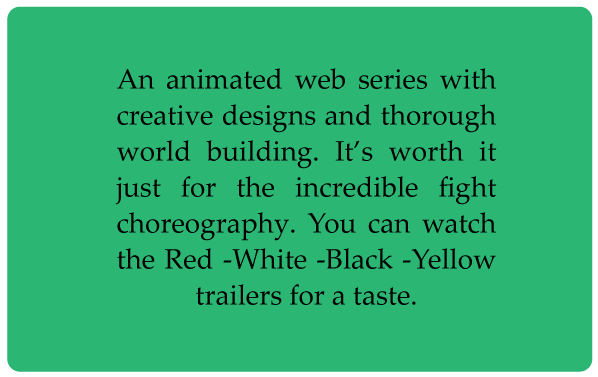 An animated web series with
creative designs and thorough
world building. It's worth it
just for the incredible fight
choreography. You can watch
the Red -White -Black -Yellow
trailers for a taste.